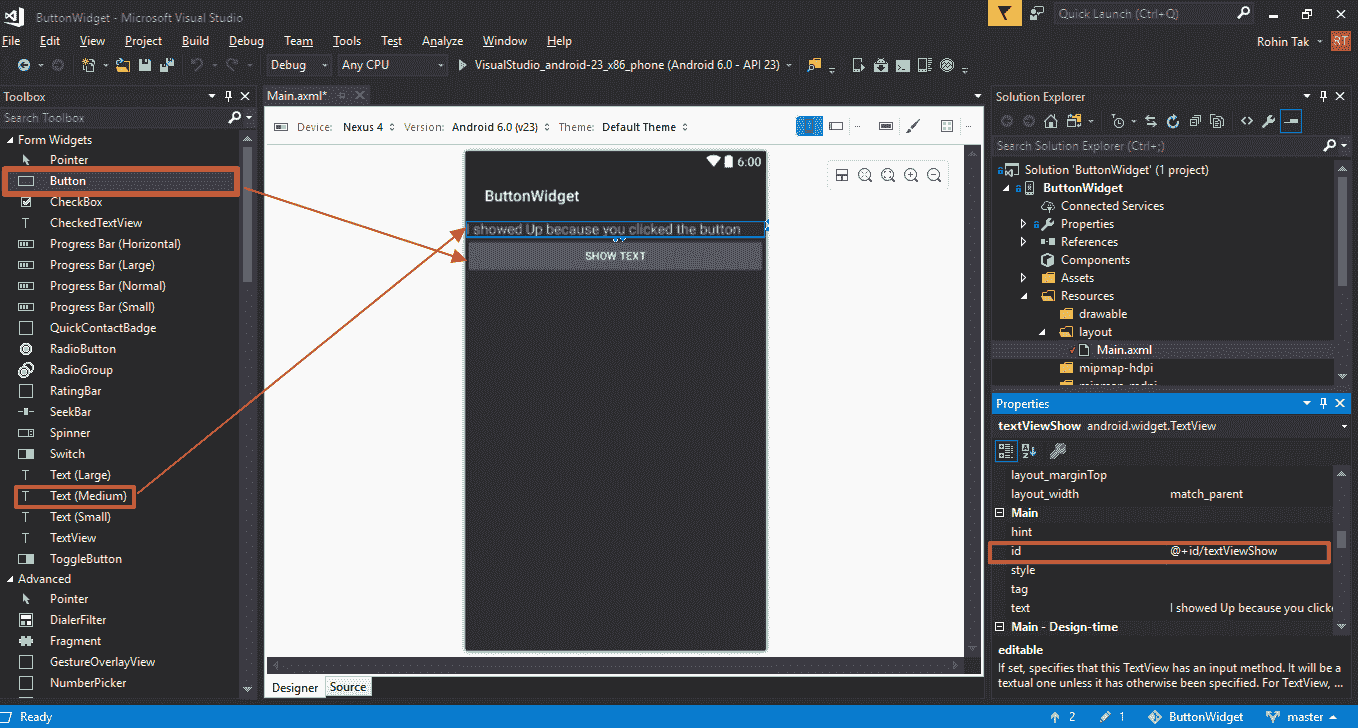 ButtonWidget - Microsoft Visual Studio
Quick Launch (Ctrl+Q)
File Edit View Project Build Debug Team Tools Test Analyze Window Help
Rohin Tak
RT
Debug
Any CPU
VisualStudio_android-23_x86_phone (Android 6.0 - API 23)
Toolbox
Search Toolbox
Form Widgets
Pointer
Button
CheckBox
CheckedTextView
Progress Bar (Horizontal)
Progress Bar (Large)
Progress Bar (Normal)
Progress Bar (Small)
QuickContactBadge
RadioButton
RadioGroup
RatingBar
SeekBar
Spinner
Switch
Text (Large)
Text (Medium)
Text (Small)
TextView
ToggleButton
Advanced
Pointer
DialerFilter
Fragment
GestureOverlayView
NumberPicker
Main.axml*
Device: Nexus 4 Version: Android 6.0 (v23) Theme: Default Theme
6:00
ButtonWidget
I showed Up because you clicked the button
SHOW TEXT
Designer
Source
Solution Explorer
Search Solution Explorer (Ctrl+;)
Solution 'ButtonWidget' (1 project)
ButtonWidget
Connected Services
Properties
References
Components
Assets
Resources
drawable
layout
Main.axml
mipmap-hdpi
Properties
textViewShow android.widget.TextView
layout_marginTop
layout_width match_parent
Main
hint
id @+id/textViewShow
style
tag
text I showed Up because you clicke
Main - Design-time
editable
If set, specifies that this TextView has an input method. It will be a
textual one unless it has otherwise been specified. For TextView, ...
Ready
2
1
ButtonWidget
master